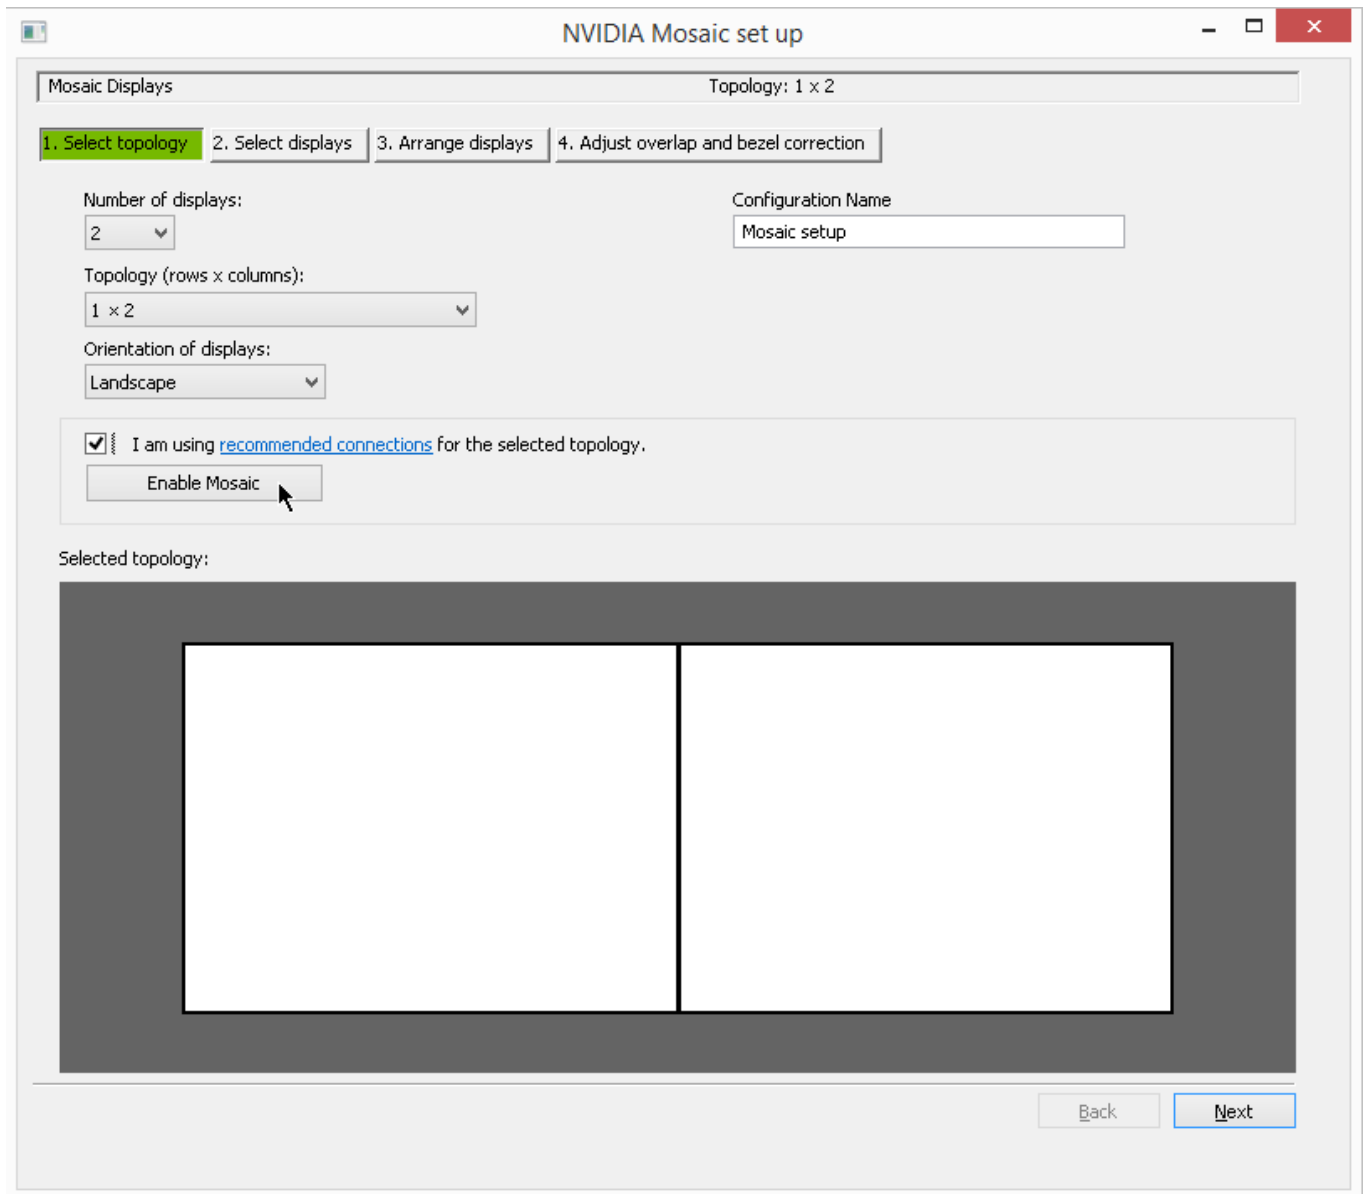 NVIDIA Mosaic set up
Mosaic Displays Topology: 1 x 2
1. Select topology 2. Select displays 3. Arrange displays 4. Adjust overlap and bezel correction
Number of displays: Configuration Name
2 Mosaic setup
Topology (rows x columns):
1 x 2
Orientation of displays:
Landscape
I am using recommended connections for the selected topology.
Enable Mosaic
Selected topology:
Back Next